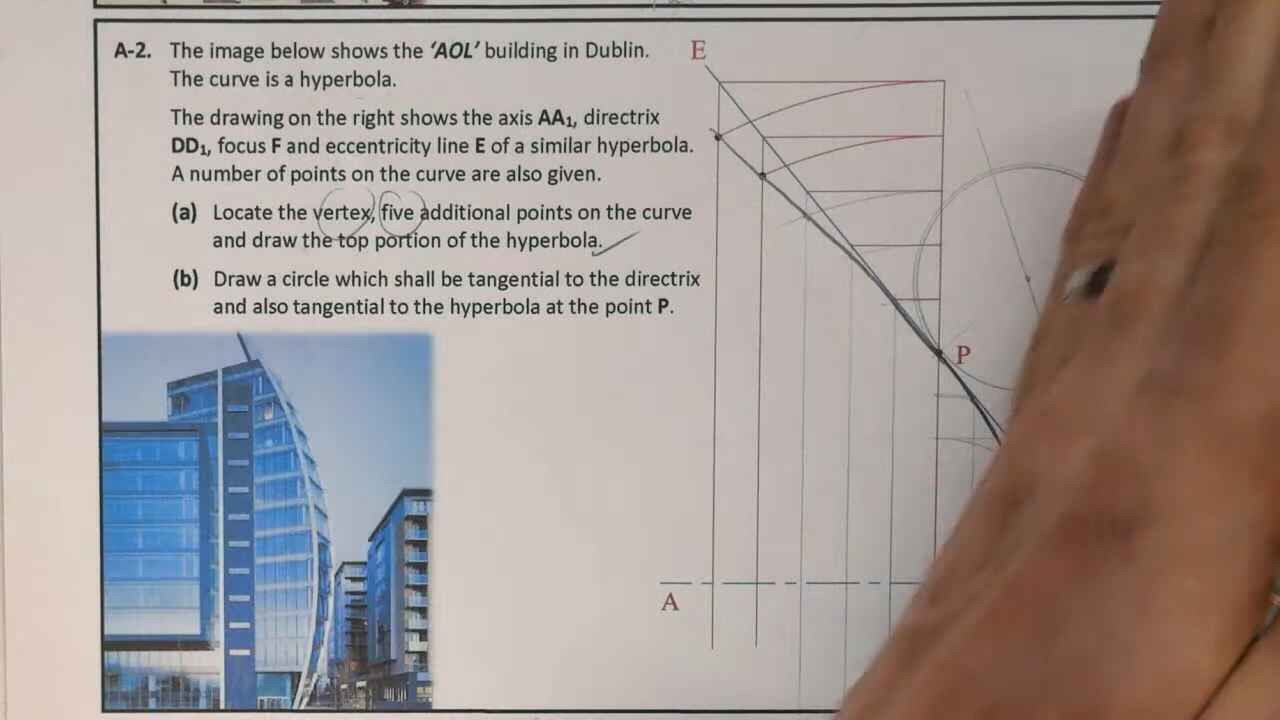 A-2. The image below shows the ‘AOL’ building in Dublin.
The curve is a hyperbola.
The drawing on the right shows the axis AA₁, directrix
DD₁, focus F and eccentricity line E of a similar hyperbola.
A number of points on the curve are also given.
(a) Locate the vertex, five additional points on the curve
and draw the top portion of the hyperbola.
(b) Draw a circle which shall be tangential to the directrix
and also tangential to the hyperbola at the point P.
E
P
A